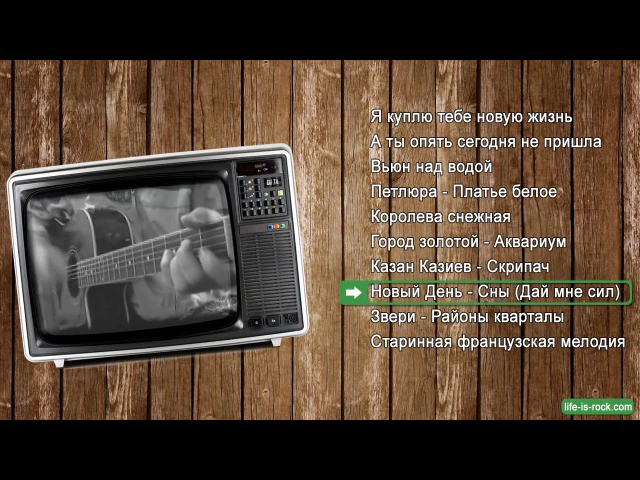 Я куплю тебе новую жизнь
А ты опять сегодня не пришла
Вьюн над водой
Петлюра - Платье белое
Королева снежная
Город золотой - Аквариум
Казан Казиев - Скрипач
Новый День - Сны (Дай мне сил)
Звери - Районы кварталы
Старинная французская мелодия
life-is-rock.com